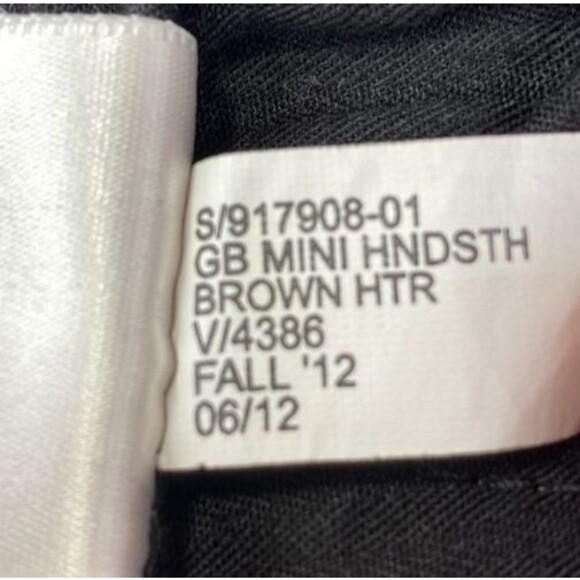 S/917908-01
GB MINI HNDSTH
BROWN HTR
V/4386
FALL '12
06/12